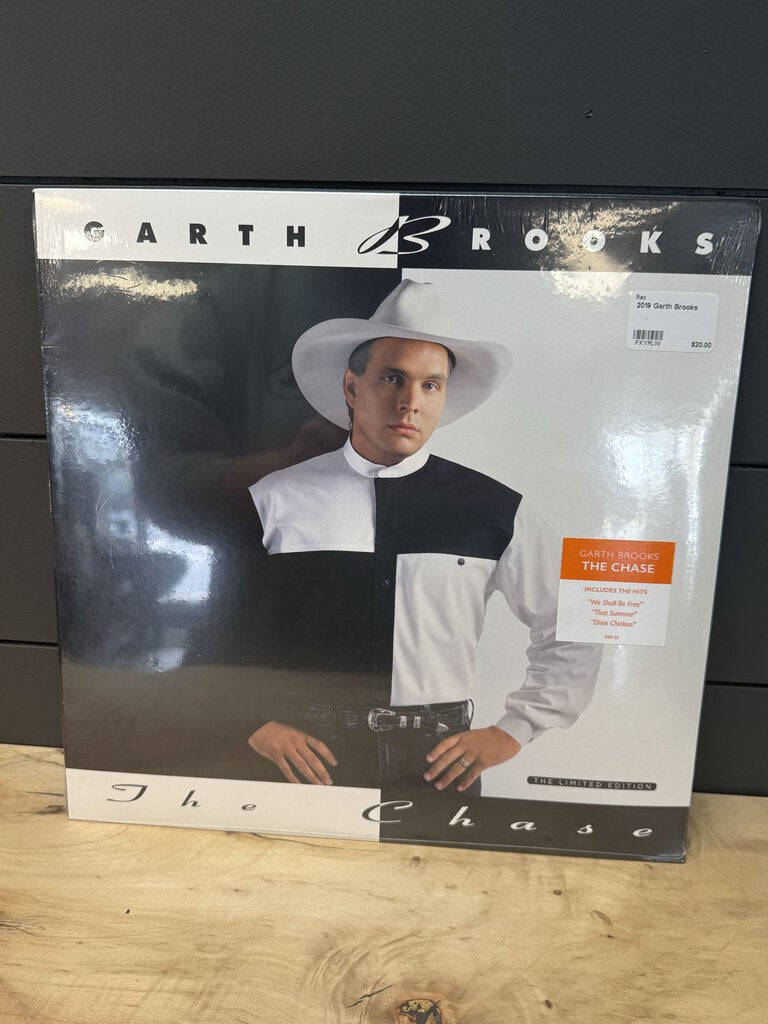 GARTH BROOKS
Rec
2019 Garth Brooks
PXYRLW $20.00
GARTH BROOKS
THE CHASE
INCLUDES THE HITS
"We Shall Be Free"
"That Summer"
"Dixie Chicken"
THE LIMITED EDITION
The Chase